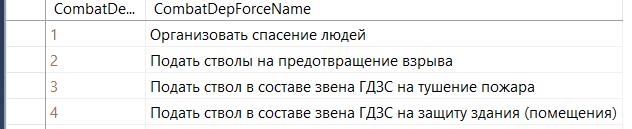 CombatDe... CombatDepForceName
1 Организовать спасение людей
2 Подать стволы на предотвращение взрыва
3 Подать ствол в составе звена ГДЗС на тушение пожара
4 Подать ствол в составе звена ГДЗС на защиту здания (помещения)